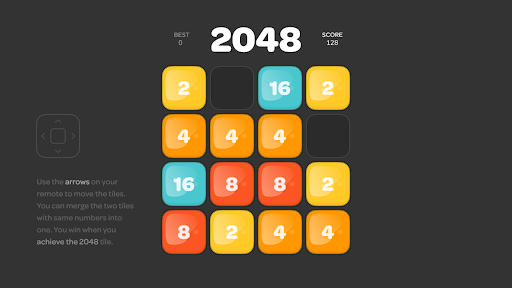 BEST
0
2048
SCORE
128
2 16 2
4 4 4
16 8 8 2
8 2 4 4
Use the arrows on your
remote to move the tiles.
You can merge the two tiles
with same numbers into
one. You win when you
achieve the 2048 tile.